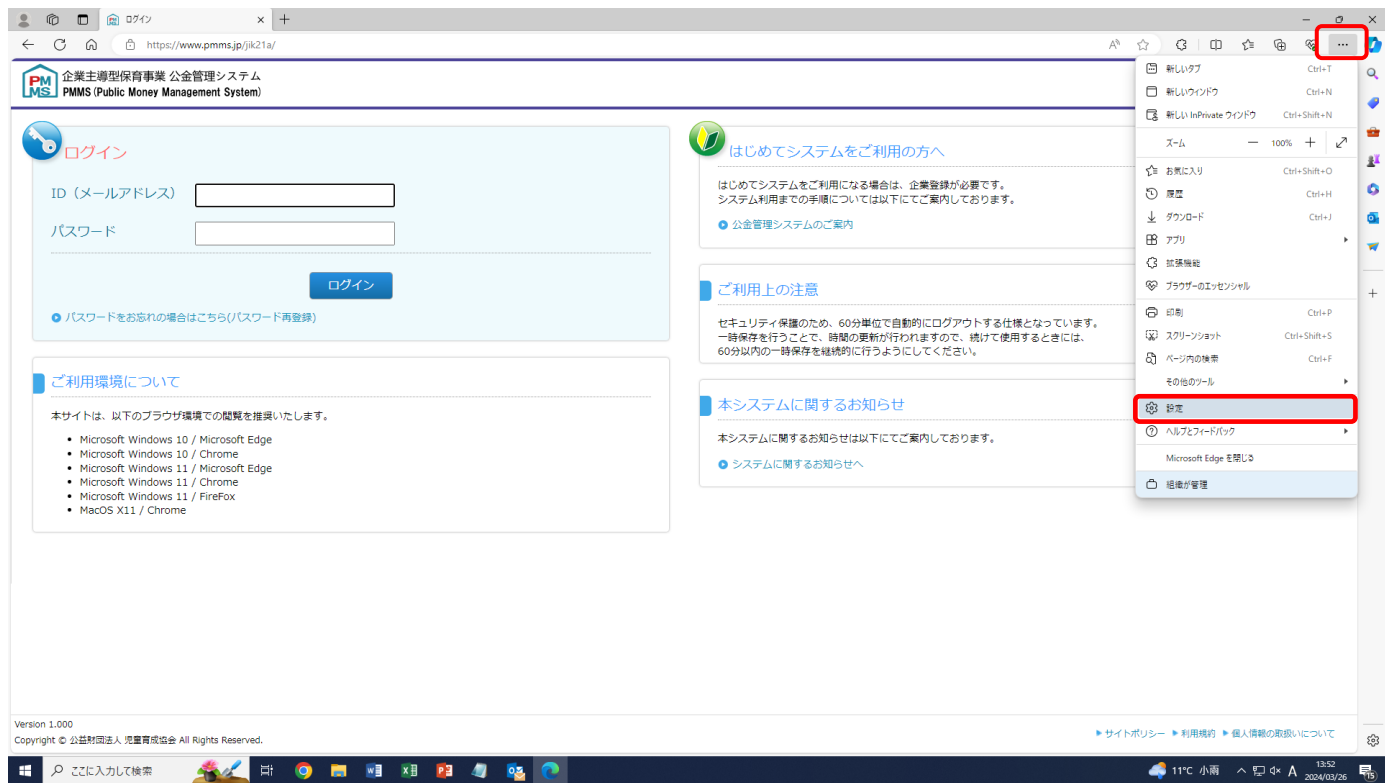 ログイン
https://www.pmms.jp/jik21a/
PM
MS
企業主導型保育事業 公金管理システム
PMMS (Public Money Management System)
ログイン
ID（メールアドレス）
パスワード
ログイン
パスワードをお忘れの場合はこちら(パスワード再登録)
ご利用環境について
本サイトは、以下のブラウザ環境での閲覧を推奨いたします。
• Microsoft Windows 10 / Microsoft Edge
• Microsoft Windows 10 / Chrome
• Microsoft Windows 11 / Microsoft Edge
• Microsoft Windows 11 / Chrome
• Microsoft Windows 11 / FireFox
• MacOS X11 / Chrome
はじめてシステムをご利用の方へ
はじめてシステムをご利用になる場合は、企業登録が必要です。
システム利用までの手順については以下にてご案内しております。
公金管理システムのご案内
ご利用上の注意
セキュリティ保護のため、60分単位で自動的にログアウトする仕様となっています。
一時保存を行うことで、時間の更新が行われますので、続けて使用するときには、
60分以内の一時保存を継続的に行うようにしてください。
本システムに関するお知らせ
本システムに関するお知らせは以下にてご案内しております。
システムに関するお知らせへ
新しいタブ Ctrl+T
新しいウィンドウ Ctrl+N
新しい InPrivate ウィンドウ Ctrl+Shift+N
ズーム 100%
お気に入り Ctrl+Shift+O
履歴 Ctrl+H
ダウンロード Ctrl+J
アプリ
拡張機能
ブラウザーのエッセンシャル
印刷 Ctrl+P
スクリーンショット Ctrl+Shift+S
ページ内の検索 Ctrl+F
その他のツール
設定
ヘルプとフィードバック
Microsoft Edge を閉じる
組織が管理
Version 1.000
Copyright © 公益財団法人 児童育成協会 All Rights Reserved.
サイトポリシー 利用規約 個人情報の取扱いについて
ここに入力して検索
11°C 小雨
A
13:52
2024/03/26
15